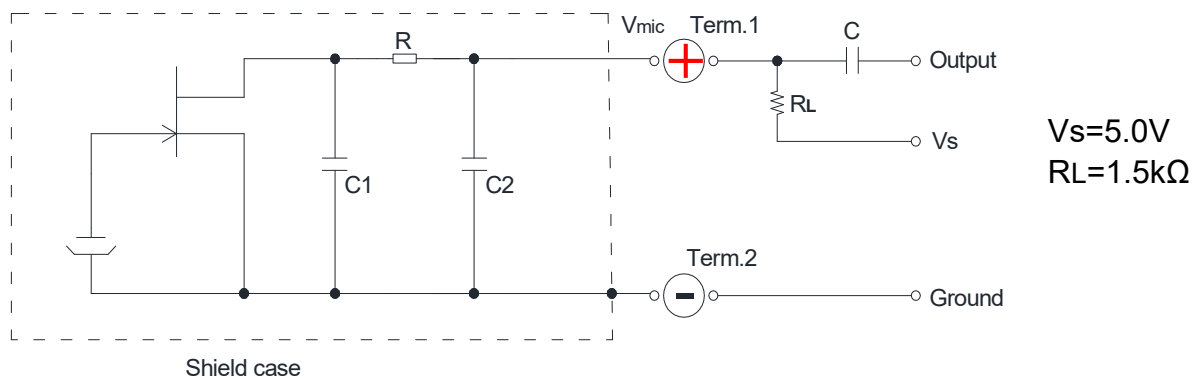 Vmic
Term.1
R
C
Output
RL
Vs
Vs=5.0V
RL=1.5kΩ
C1
C2
Term.2
Ground
Shield case